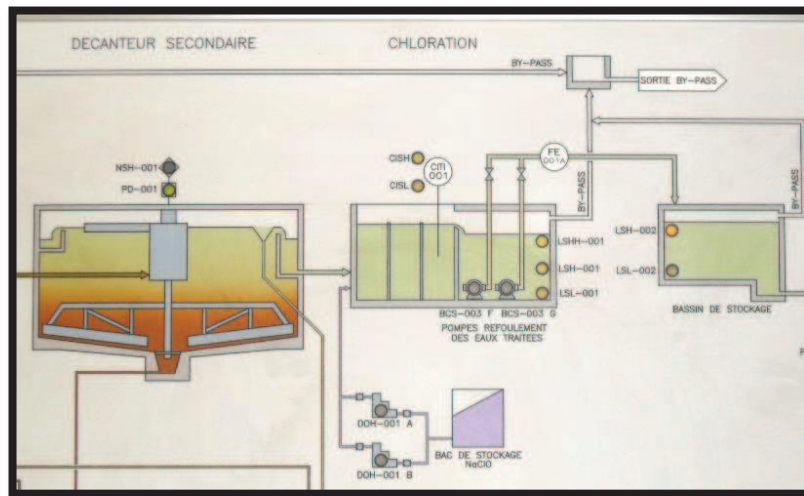 DECANTEUR SECONDAIRE
CHLORATION
BY-PASS
SORTIE BY-PASS
NSH-001
PD-001
CISH
CISL
CITI
001
FE
001A
BY-PASS
BY-PASS
LSHH-001
LSH-001
LSL-001
LSH-002
LSL-002
BCS-003 F
BCS-003 G
POMPES REFOULEMENT
DES EAUX TRAITEES
BASSIN DE STOCKAGE
DOH-001 A
DOH-001 B
BAC DE STOCKAGE
NaClO